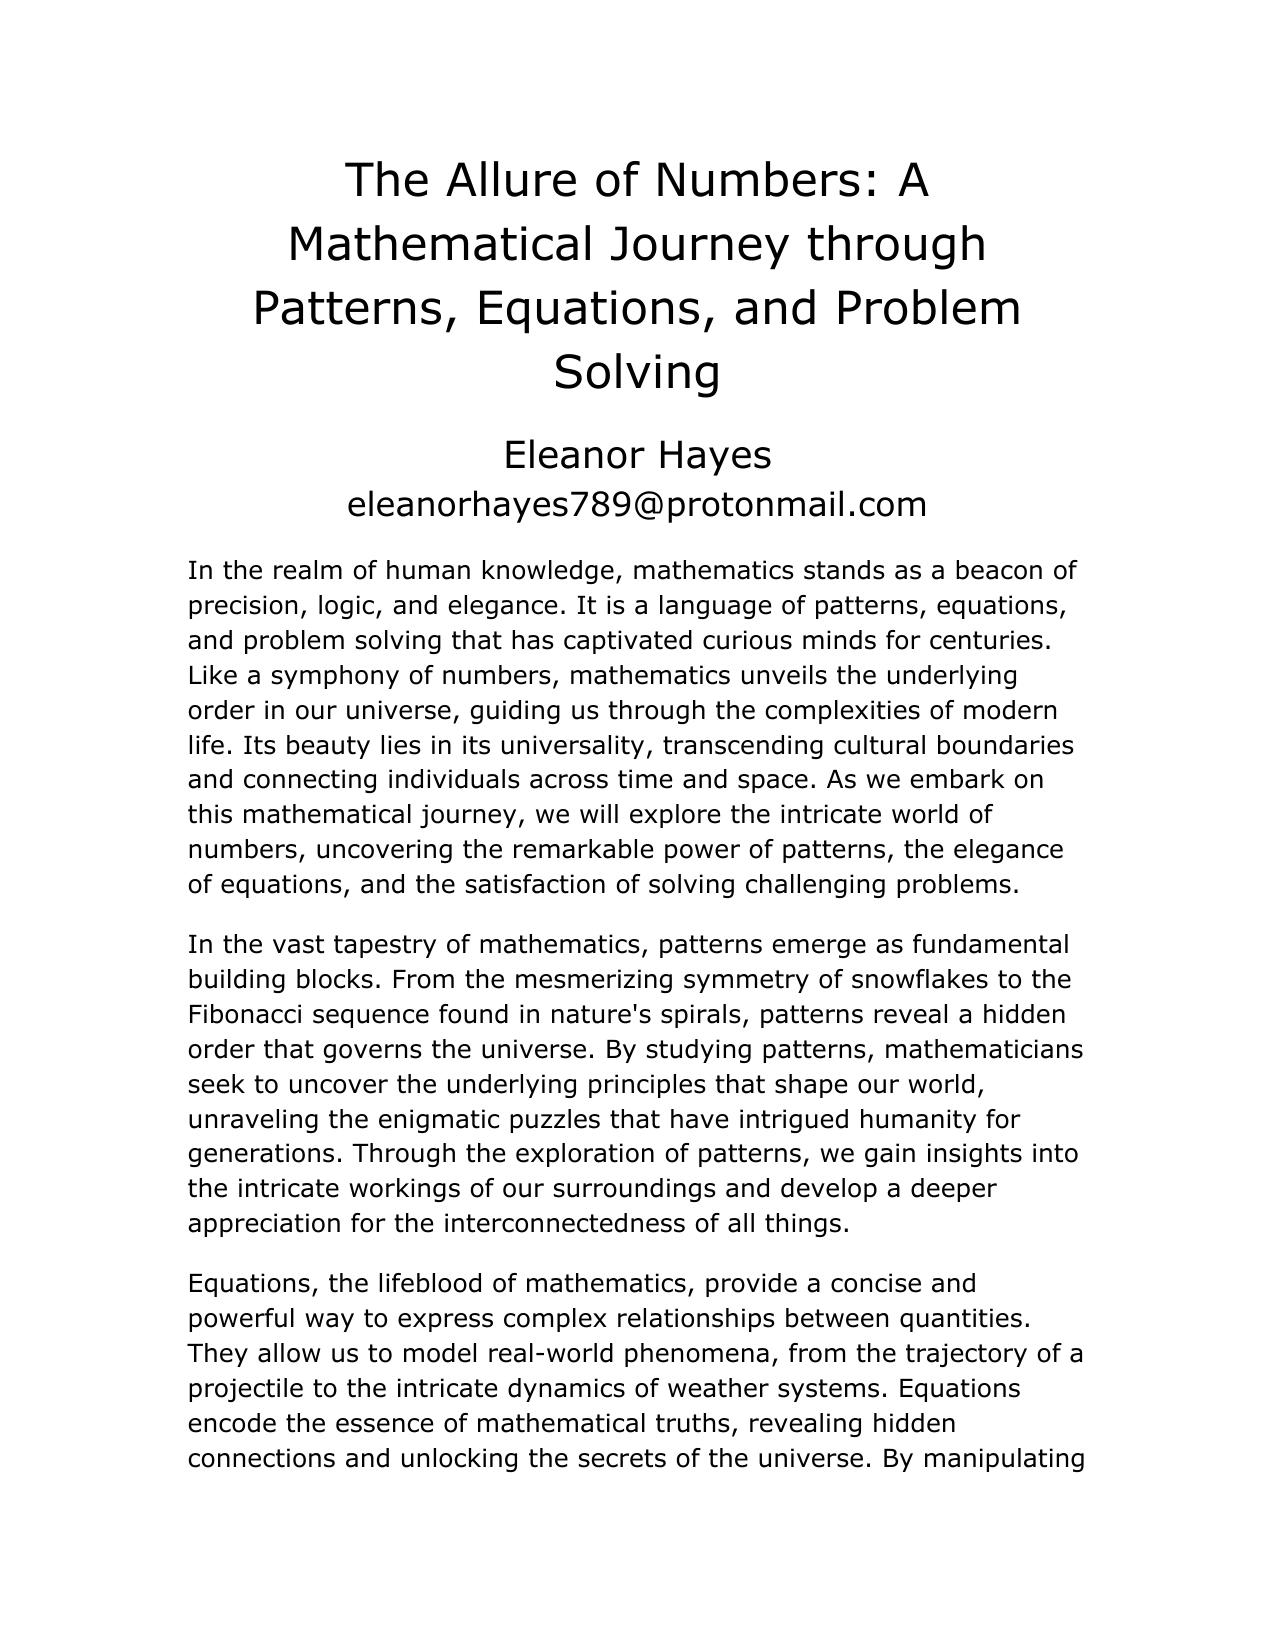 The Allure of Numbers: A
Mathematical Journey through
Patterns, Equations, and Problem
Solving
Eleanor Hayes
eleanorhayes789@protonmail.com
In the realm of human knowledge, mathematics stands as a beacon of
precision, logic, and elegance. It is a language of patterns, equations,
and problem solving that has captivated curious minds for centuries.
Like a symphony of numbers, mathematics unveils the underlying
order in our universe, guiding us through the complexities of modern
life. Its beauty lies in its universality, transcending cultural boundaries
and connecting individuals across time and space. As we embark on
this mathematical journey, we will explore the intricate world of
numbers, uncovering the remarkable power of patterns, the elegance
of equations, and the satisfaction of solving challenging problems.
In the vast tapestry of mathematics, patterns emerge as fundamental
building blocks. From the mesmerizing symmetry of snowflakes to the
Fibonacci sequence found in nature's spirals, patterns reveal a hidden
order that governs the universe. By studying patterns, mathematicians
seek to uncover the underlying principles that shape our world,
unraveling the enigmatic puzzles that have intrigued humanity for
generations. Through the exploration of patterns, we gain insights into
the intricate workings of our surroundings and develop a deeper
appreciation for the interconnectedness of all things.
Equations, the lifeblood of mathematics, provide a concise and
powerful way to express complex relationships between quantities.
They allow us to model real-world phenomena, from the trajectory of a
projectile to the intricate dynamics of weather systems. Equations
encode the essence of mathematical truths, revealing hidden
connections and unlocking the secrets of the universe. By manipulating